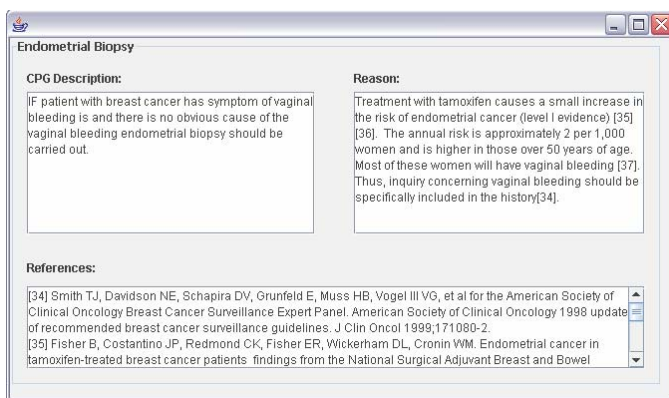 Endometrial Biopsy
CPG Description:
IF patient with breast cancer has symptom of vaginal
bleeding is and there is no obvious cause of the
vaginal bleeding endometrial biopsy should be
carried out.
Reason:
Treatment with tamoxifen causes a small increase in
the risk of endometrial cancer (level I evidence) [35]
[36]. The annual risk is approximately 2 per 1,000
women and is higher in those over 50 years of age.
Most of these women will have vaginal bleeding [37].
Thus, inquiry concerning vaginal bleeding should be
specifically included in the history[34].
References:
[34] Smith TJ, Davidson NE, Schapira DV, Grunfeld E, Muss HB, Vogel III VG, et al for the American Society of
Clinical Oncology Breast Cancer Surveillance Expert Panel. American Society of Clinical Oncology 1998 update
of recommended breast cancer surveillance guidelines. J Clin Oncol 1999;171080-2.
[35] Fisher B, Costantino JP, Redmond CK, Fisher ER, Wickerham DL, Cronin WM. Endometrial cancer in
tamoxifen-treated breast cancer patients findings from the National Surgical Adjuvant Breast and Bowel